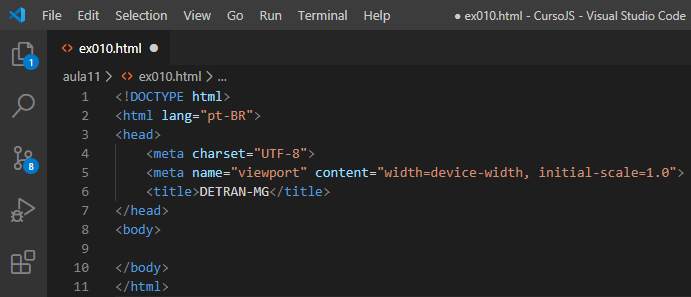 File Edit Selection View Go Run Terminal Help ● ex010.html - CursoJS - Visual Studio Code
<> ex010.html ●
aula11 > <> ex010.html > ...
1
1 <!DOCTYPE html>
2 <html lang="pt-BR">
3 <head>
4 <meta charset="UTF-8">
5 <meta name="viewport" content="width=device-width, initial-scale=1.0">
6 <title>DETRAN-MG</title>
7 </head>
8
8 <body>
9
10 </body>
11 </html>